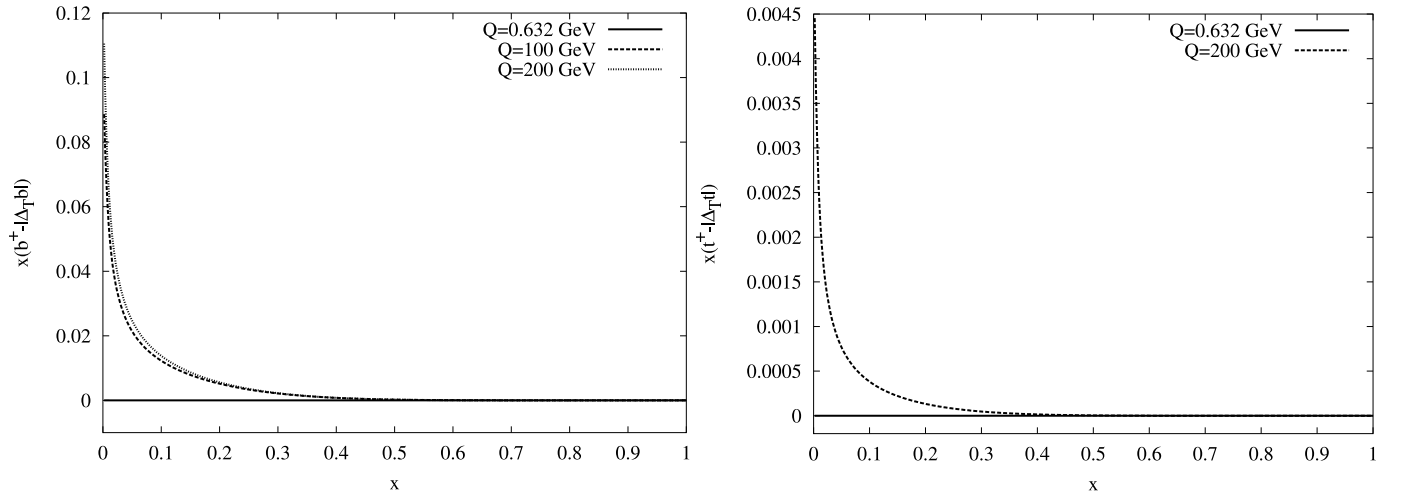 0.12
0.1
0.08
0.06
0.04
0.02
0
x(b⁺-|Δ_Tb|)
Q=0.632 GeV
Q=100 GeV
Q=200 GeV
0 0.1 0.2 0.3 0.4 0.5 0.6 0.7 0.8 0.9 1
x
0.0045
0.004
0.0035
0.003
0.0025
0.002
0.0015
0.001
0.0005
0
x(t⁺-|Δ_Tt|)
Q=0.632 GeV
Q=200 GeV
0 0.1 0.2 0.3 0.4 0.5 0.6 0.7 0.8 0.9 1
x